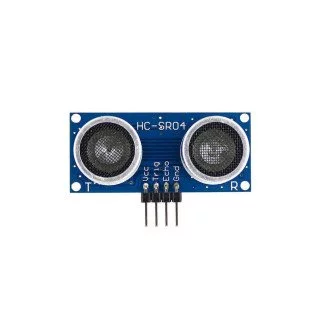 HC-SR04
Vcc
Trig
Echo
Gnd
T
R